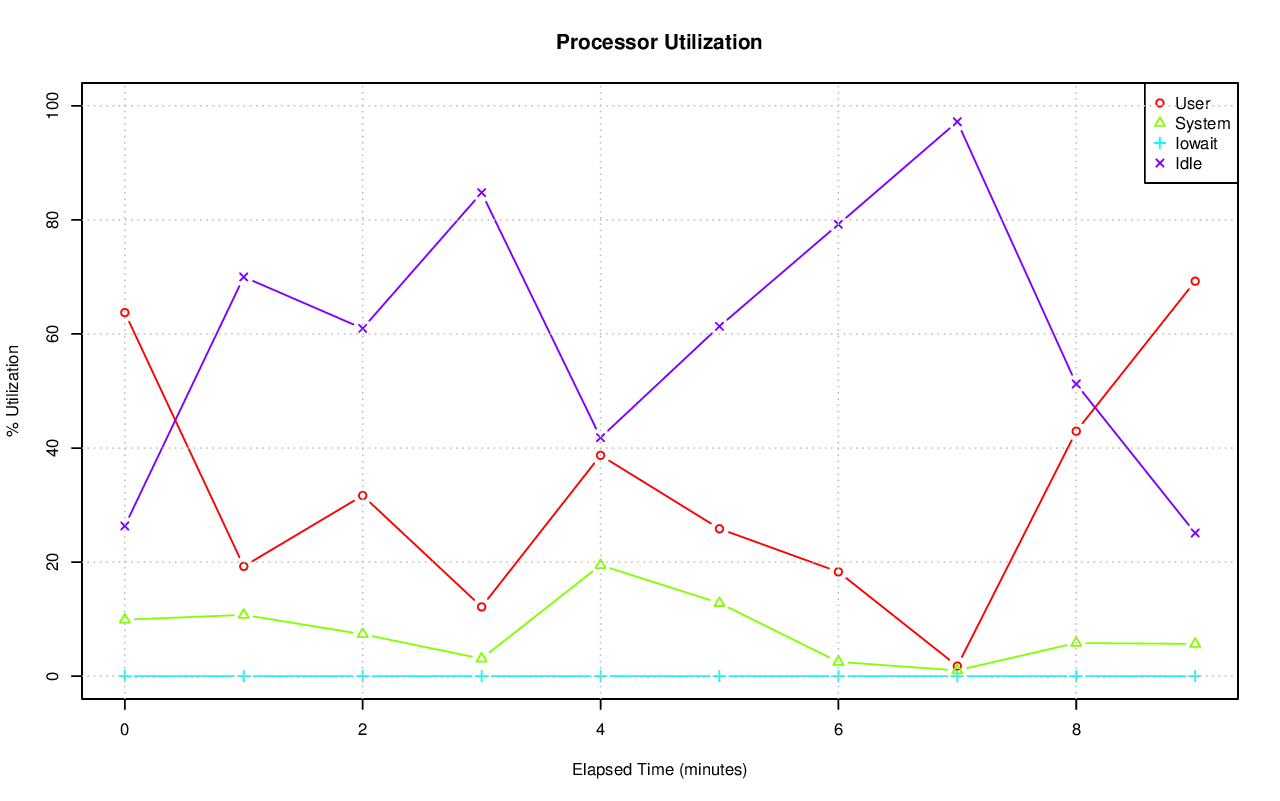 Processor Utilization
100
80
60
40
20
0
% Utilization
User
System
Iowait
Idle
0 2 4 6 8
Elapsed Time (minutes)